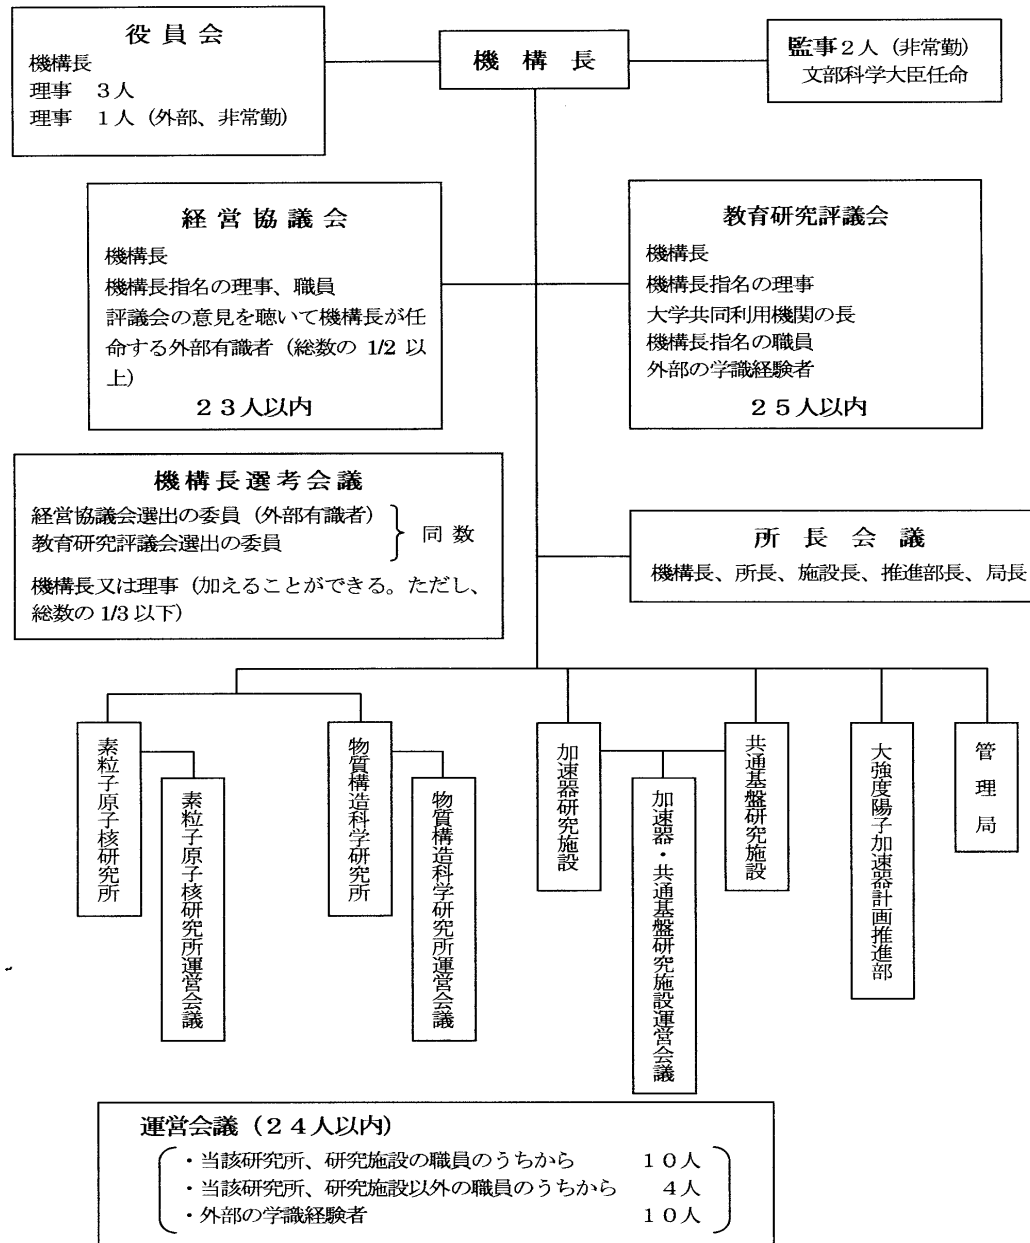 役員会
機構長
理事 3人
理事 1人(外部、非常勤)
機構長
監事2人(非常勤)
文部科学大臣任命
経営協議会
機構長
機構長指名の理事、職員
評議会の意見を聴いて機構長が任
命する外部有識者(総数の 1/2 以
上)
23人以内
教育研究評議会
機構長
機構長指名の理事
大学共同利用機関の長
機構長指名の職員
外部の学識経験者
25人以内
機構長選考会議
経営協議会選出の委員(外部有識者)
教育研究評議会選出の委員
同数
機構長又は理事(加えることができる。ただし、
総数の 1/3 以下)
所長会議
機構長、所長、施設長、推進部長、局長
素粒子原子核研究所
素粒子原子核研究所運営会議
物質構造科学研究所
物質構造科学研究所運営会議
加速器研究施設
加速器・共通基盤研究施設運営会議
共通基盤研究施設
大強度陽子加速器計画推進部
管理局
運営会議(24人以内)
・当該研究所、研究施設の職員のうちから 10人
・当該研究所、研究施設以外の職員のうちから 4人
・外部の学識経験者 10人